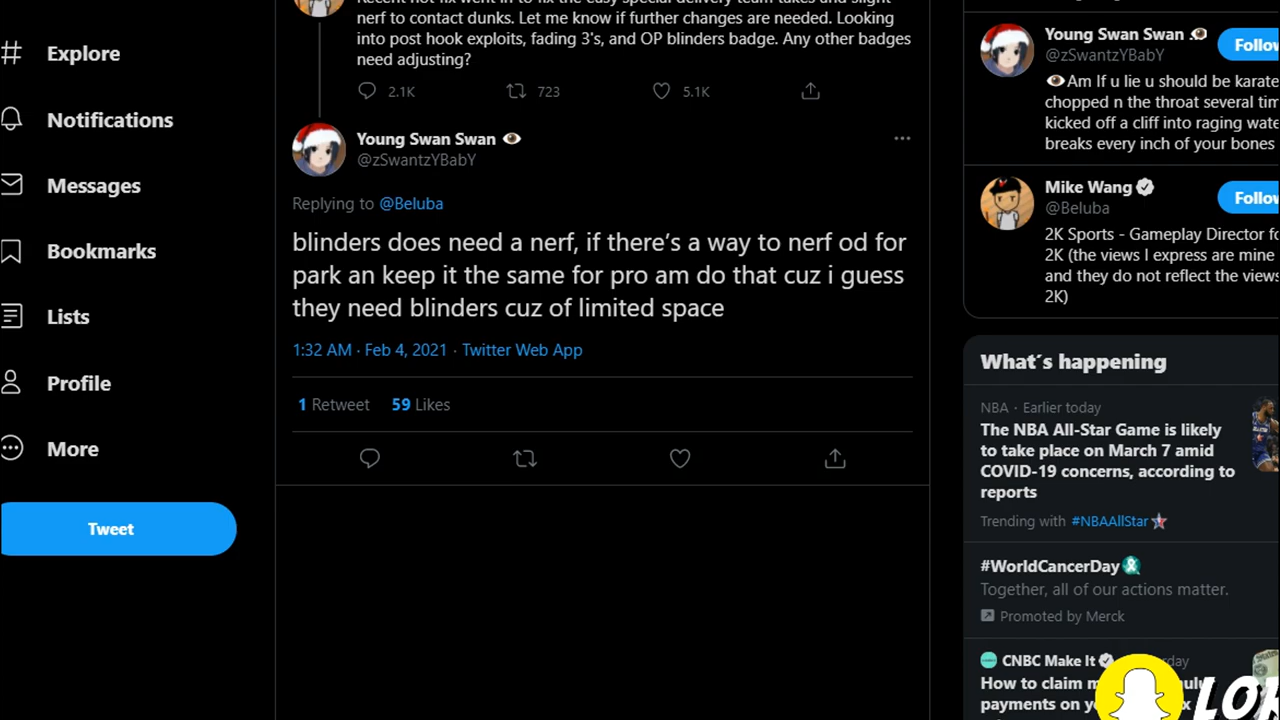 Explore
Notifications
Messages
Bookmarks
Lists
Profile
More
Tweet
nerf to contact dunks. Let me know if further changes are needed. Looking
into post hook exploits, fading 3's, and OP blinders badge. Any other badges
need adjusting?
2.1K 723 5.1K
Young Swan Swan
@zSwantzYBabY
Replying to @Beluba
blinders does need a nerf, if there's a way to nerf od for
park an keep it the same for pro am do that cuz i guess
they need blinders cuz of limited space
1:32 AM · Feb 4, 2021 · Twitter Web App
1 Retweet 59 Likes
Young Swan Swan
@zSwantzYBabY
Follow
Am If u lie u should be karate
chopped n the throat several tim
kicked off a cliff into raging wate
breaks every inch of your bones
Mike Wang
@Beluba
Follow
2K Sports - Gameplay Director fo
2K (the views I express are mine
and they do not reflect the views
2K)
What's happening
NBA · Earlier today
The NBA All-Star Game is likely
to take place on March 7 amid
COVID-19 concerns, according to
reports
Trending with #NBAAllStar
#WorldCancerDay
Together, all of our actions matter.
Promoted by Merck
CNBC Make It
How to claim
payments on